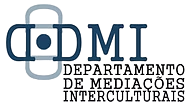 DMI
DEPARTAMENTO
DE MEDIAÇÕES
INTERCULTURAIS